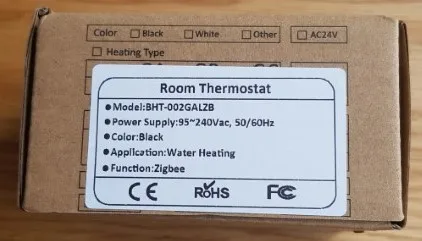 Color ☐ Black ☐ White ☐ Other ☐ AC24V
☐ Heating Type
Room Thermostat
●Model:BHT-002GALZB
●Power Supply:95~240Vac, 50/60Hz
●Color:Black
●Application:Water Heating
●Function:Zigbee
CE RoHS FC